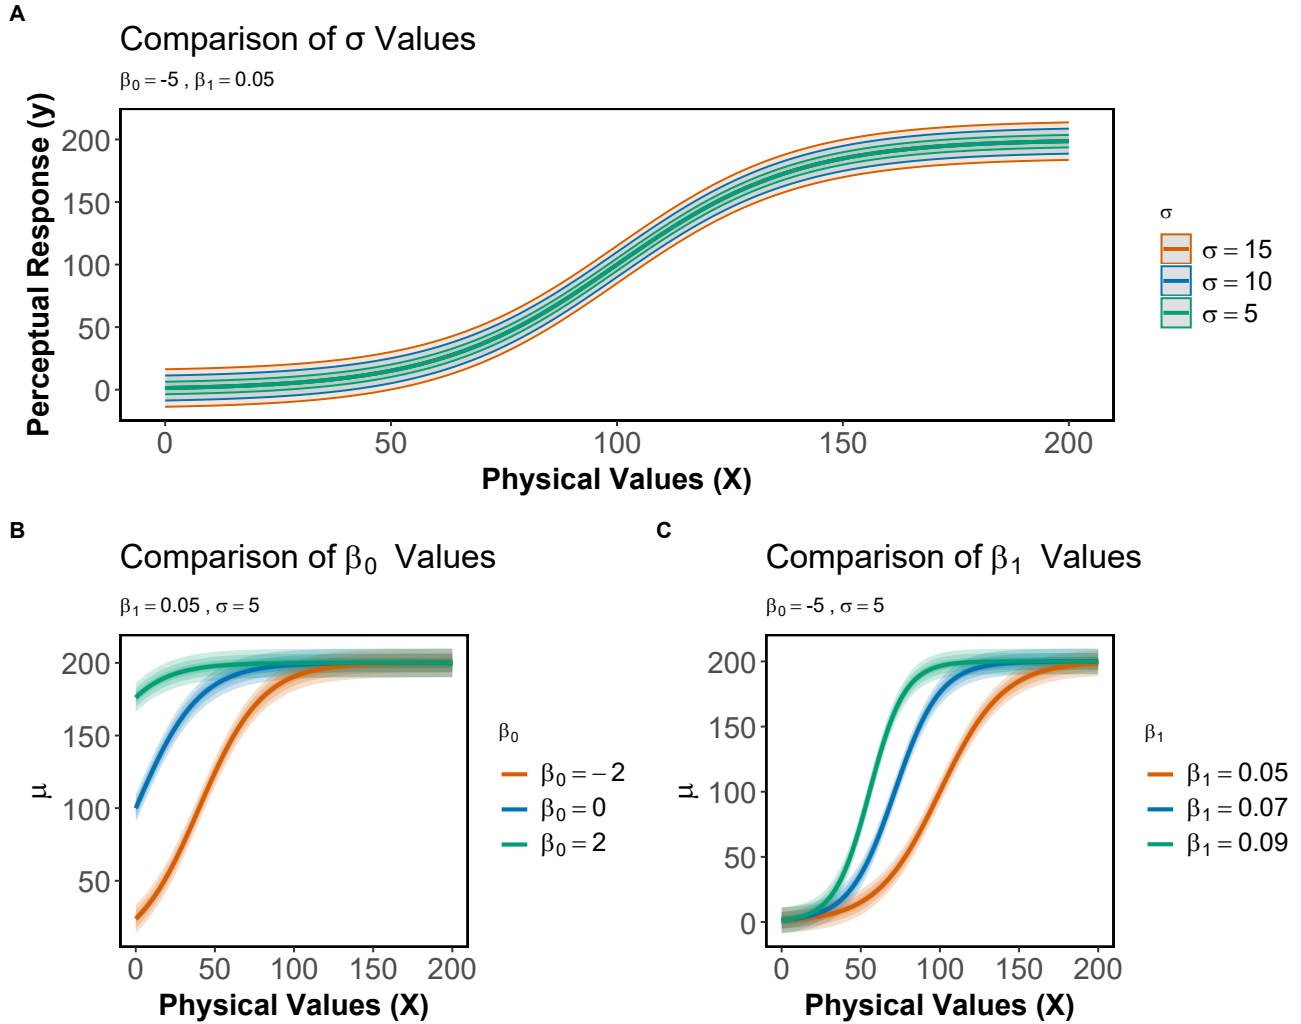 A
Comparison of σ Values
β0 = -5 , β1 = 0.05
Perceptual Response (y)
200
150
100
50
0
0 50 100 150 200
Physical Values (X)
σ
σ = 15
σ = 10
σ = 5
B
Comparison of β0 Values
β1 = 0.05 , σ = 5
μ
200
150
100
50
0 50 100 150 200
Physical Values (X)
β0
β0 = − 2
β0 = 0
β0 = 2
C
Comparison of β1 Values
β0 = -5 , σ = 5
μ
200
150
100
50
0
0 50 100 150 200
Physical Values (X)
β1
β1 = 0.05
β1 = 0.07
β1 = 0.09